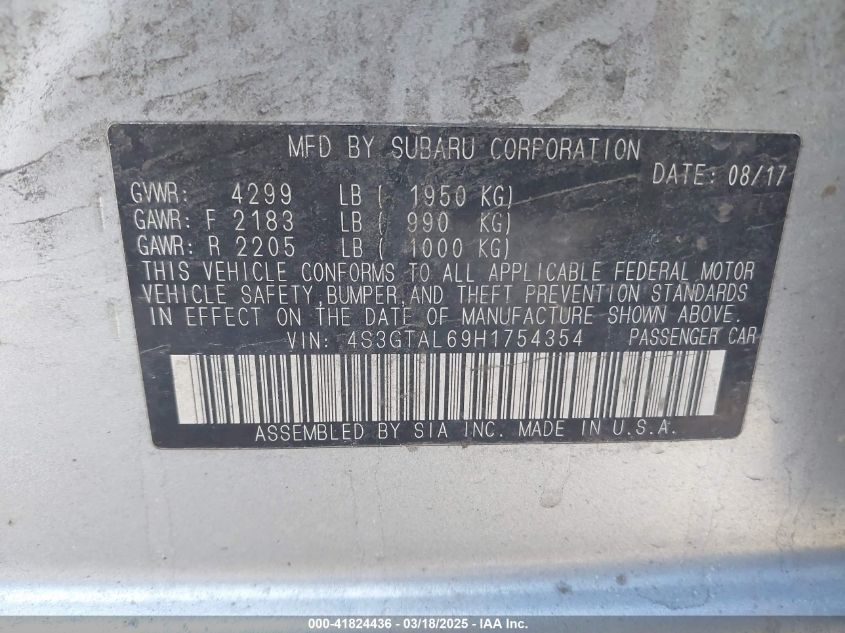 MFD BY SUBARU CORPORATION
DATE: 08/17
GVWR: 4299 LB ( 1950 KG)
GAWR: F 2183 LB ( 990 KG)
GAWR: R 2205 LB ( 1000 KG)
THIS VEHICLE CONFORMS TO ALL APPLICABLE FEDERAL MOTOR
VEHICLE SAFETY, BUMPER, AND THEFT PREVENTION STANDARDS
IN EFFECT ON THE DATE OF MANUFACTURE SHOWN ABOVE.
VIN: 4S3GTAL69H1754354 PASSENGER CAR
ASSEMBLED BY SIA INC. MADE IN U.S.A.
000-41824436 - 03/18/2025 - IAA Inc.